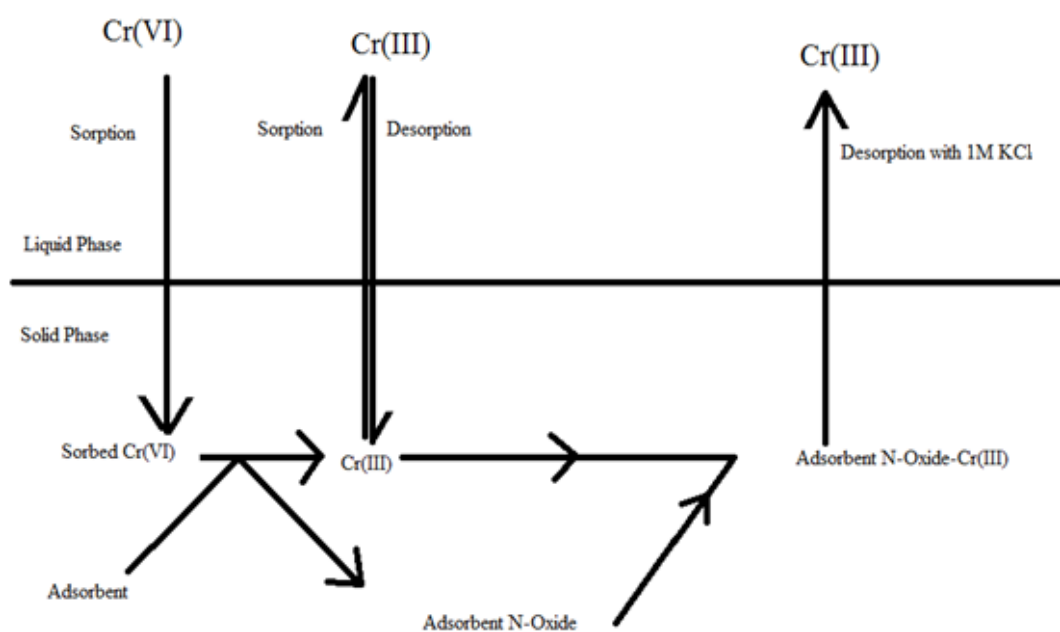 Cr(VI)
Cr(III)
Cr(III)
Sorption
Sorption
Desorption
Desorption with 1M KCl
Liquid Phase
Solid Phase
Sorbed Cr(VI)
Cr(III)
Adsorbent N-Oxide-Cr(III)
Adsorbent
Adsorbent N-Oxide